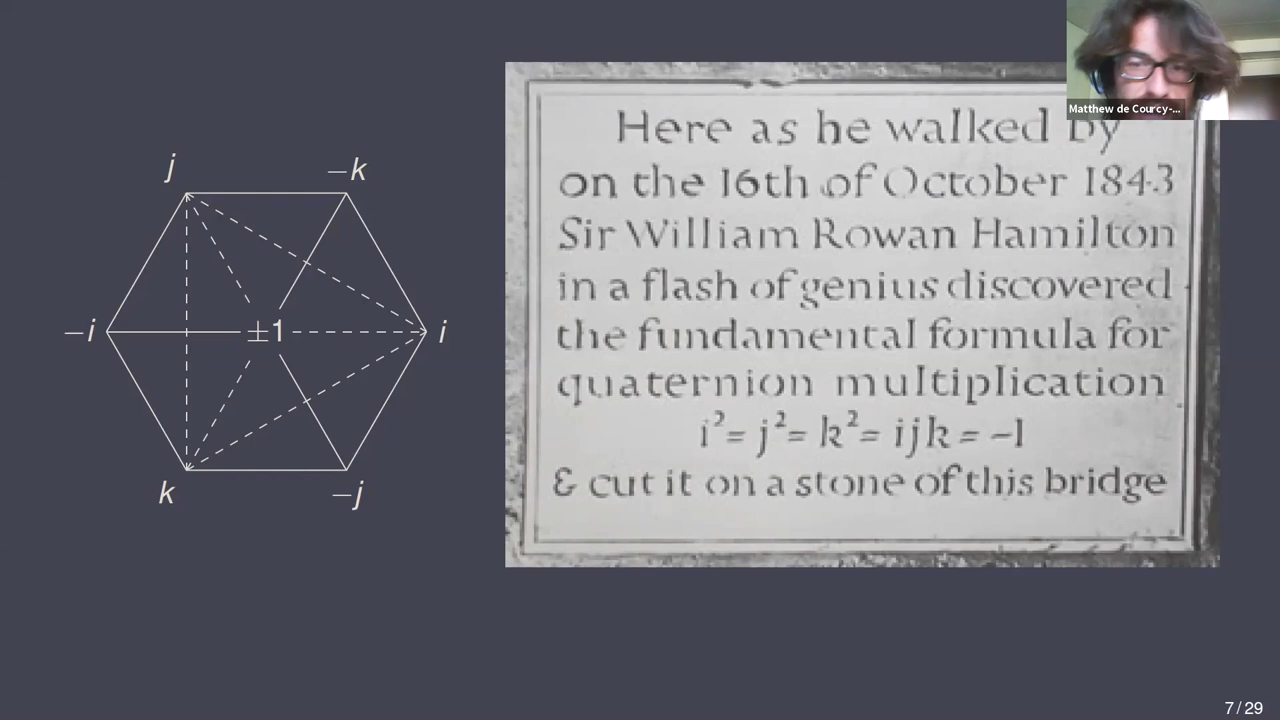 j
−k
−i
±1
i
k
−j
Here as he walked by
on the 16th of October 1843
Sir William Rowan Hamilton
in a flash of genius discovered
the fundamental formula for
quaternion multiplication
i²= j²= k²= ijk = −1
& cut it on a stone of this bridge
Matthew de Courcy-...
7 / 29